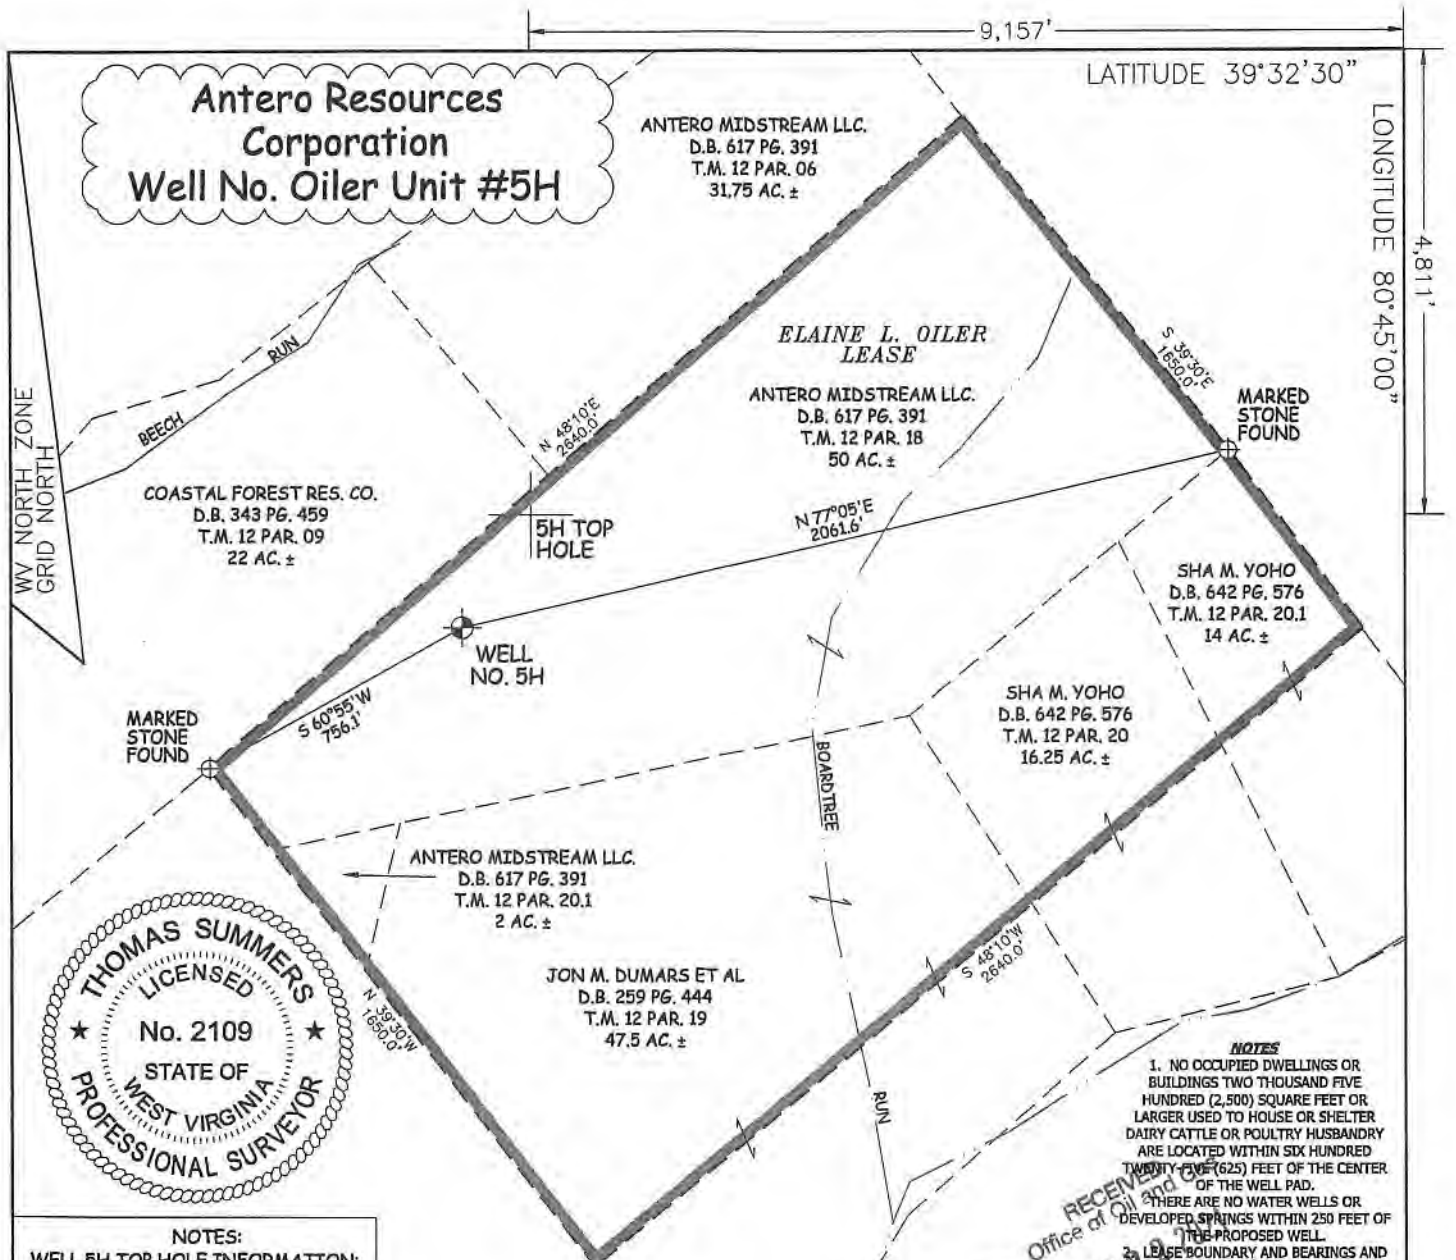 9,157'
LATITUDE 39°32'30"
LONGITUDE 80°45'00"
4,811'
Antero Resources
Corporation
Well No. Oiler Unit #5H
ANTERO MIDSTREAM LLC.
D.B. 617 PG. 391
T.M. 12 PAR. 06
31.75 AC. ±
WV NORTH ZONE
GRID NORTH
BEECH
RUN
COASTAL FOREST RES. CO.
D.B. 343 PG. 459
T.M. 12 PAR. 09
22 AC. ±
N 48°10'E
2640.0'
5H TOP
HOLE
ELAINE L. OILER
LEASE
ANTERO MIDSTREAM LLC.
D.B. 617 PG. 391
T.M. 12 PAR. 18
50 AC. ±
S 39°30'E
1650.0'
MARKED
STONE
FOUND
N 77°05'E
2061.6'
WELL
NO. 5H
S 60°55'W
756.1'
MARKED
STONE
FOUND
SHA M. YOHO
D.B. 642 PG. 576
T.M. 12 PAR. 20.1
14 AC. ±
SHA M. YOHO
D.B. 642 PG. 576
T.M. 12 PAR. 20
16.25 AC. ±
BOARDTREE
RUN
ANTERO MIDSTREAM LLC.
D.B. 617 PG. 391
T.M. 12 PAR. 20.1
2 AC. ±
JON M. DUMARS ET AL
D.B. 259 PG. 444
T.M. 12 PAR. 19
47.5 AC. ±
N 39°30'W
1650.0'
S 48°10'W
2640.0'
THOMAS SUMMERS
LICENSED
No. 2109
STATE OF
WEST VIRGINIA
PROFESSIONAL SURVEYOR
NOTES
1. NO OCCUPIED DWELLINGS OR
BUILDINGS TWO THOUSAND FIVE
HUNDRED (2,500) SQUARE FEET OR
LARGER USED TO HOUSE OR SHELTER
DAIRY CATTLE OR POULTRY HUSBANDRY
ARE LOCATED WITHIN SIX HUNDRED
TWENTY-FIVE (625) FEET OF THE CENTER
OF THE WELL PAD.
THERE ARE NO WATER WELLS OR
DEVELOPED SPRINGS WITHIN 250 FEET OF
THE PROPOSED WELL.
2. LEASE BOUNDARY AND BEARINGS AND
RECEIVED
Office of Oil and Gas
NOTES:
WELL 5H TOP HOLE INFORMATION: